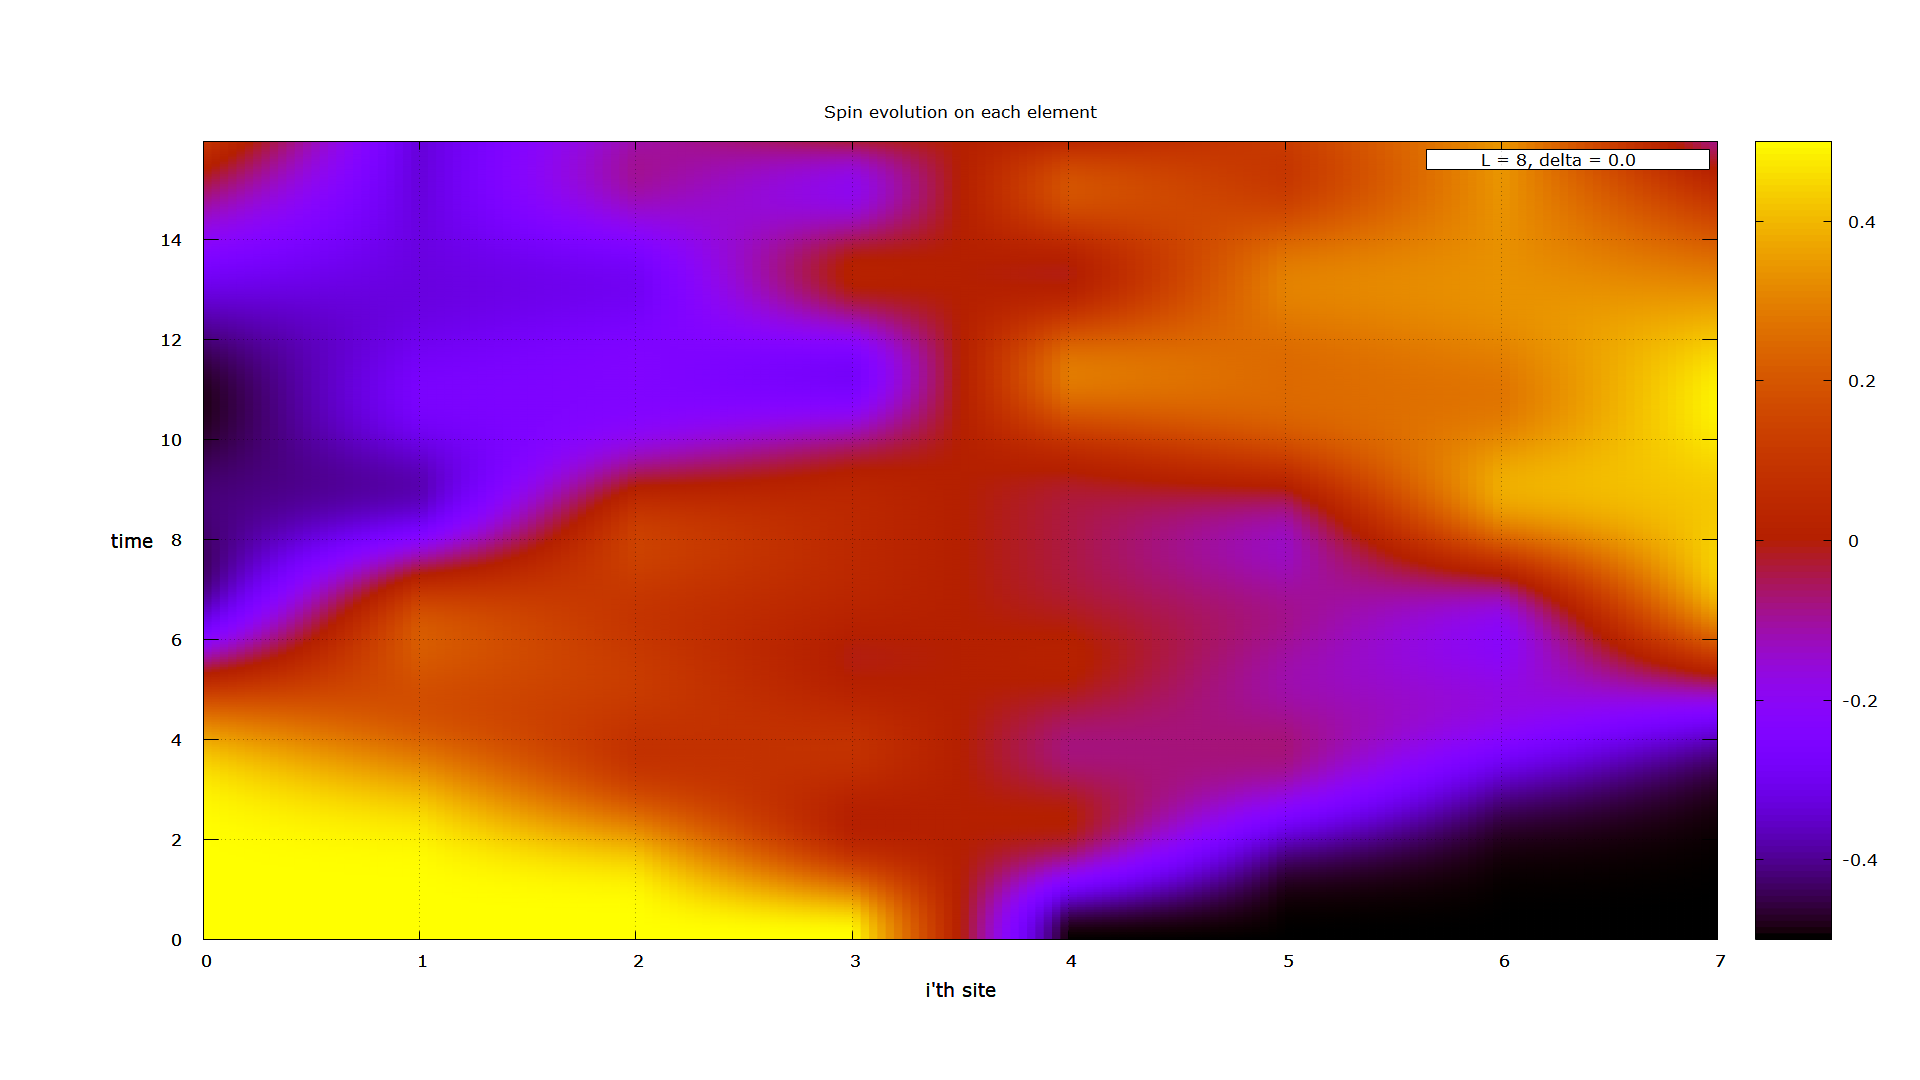 Spin evolution on each element
L = 8, delta = 0.0
14
12
10
8
6
4
2
0
time
0 1 2 3 4 5 6 7
i'th site
0.4
0.2
0
-0.2
-0.4